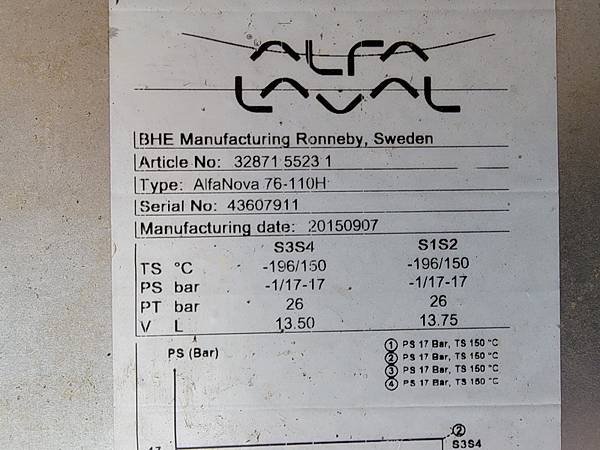 ALFA
LAVAL
BHE Manufacturing Ronneby, Sweden
Article No: 32871 5523 1
Type: AlfaNova 76-110H
Serial No: 43607911
Manufacturing date: 20150907
S3S4 S1S2
TS °C -196/150 -196/150
PS bar -1/17-17 -1/17-17
PT bar 26 26
V L 13.50 13.75
PS (Bar)
① PS 17 Bar, TS 150 °C
② PS 17 Bar, TS 150 °C
③ PS 17 Bar, TS 150 °C
④ PS 17 Bar, TS 150 °C
②
17 S3S4